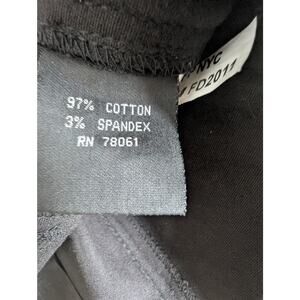 97% COTTON
3% SPANDEX
RN 78061
NYC
FD2011